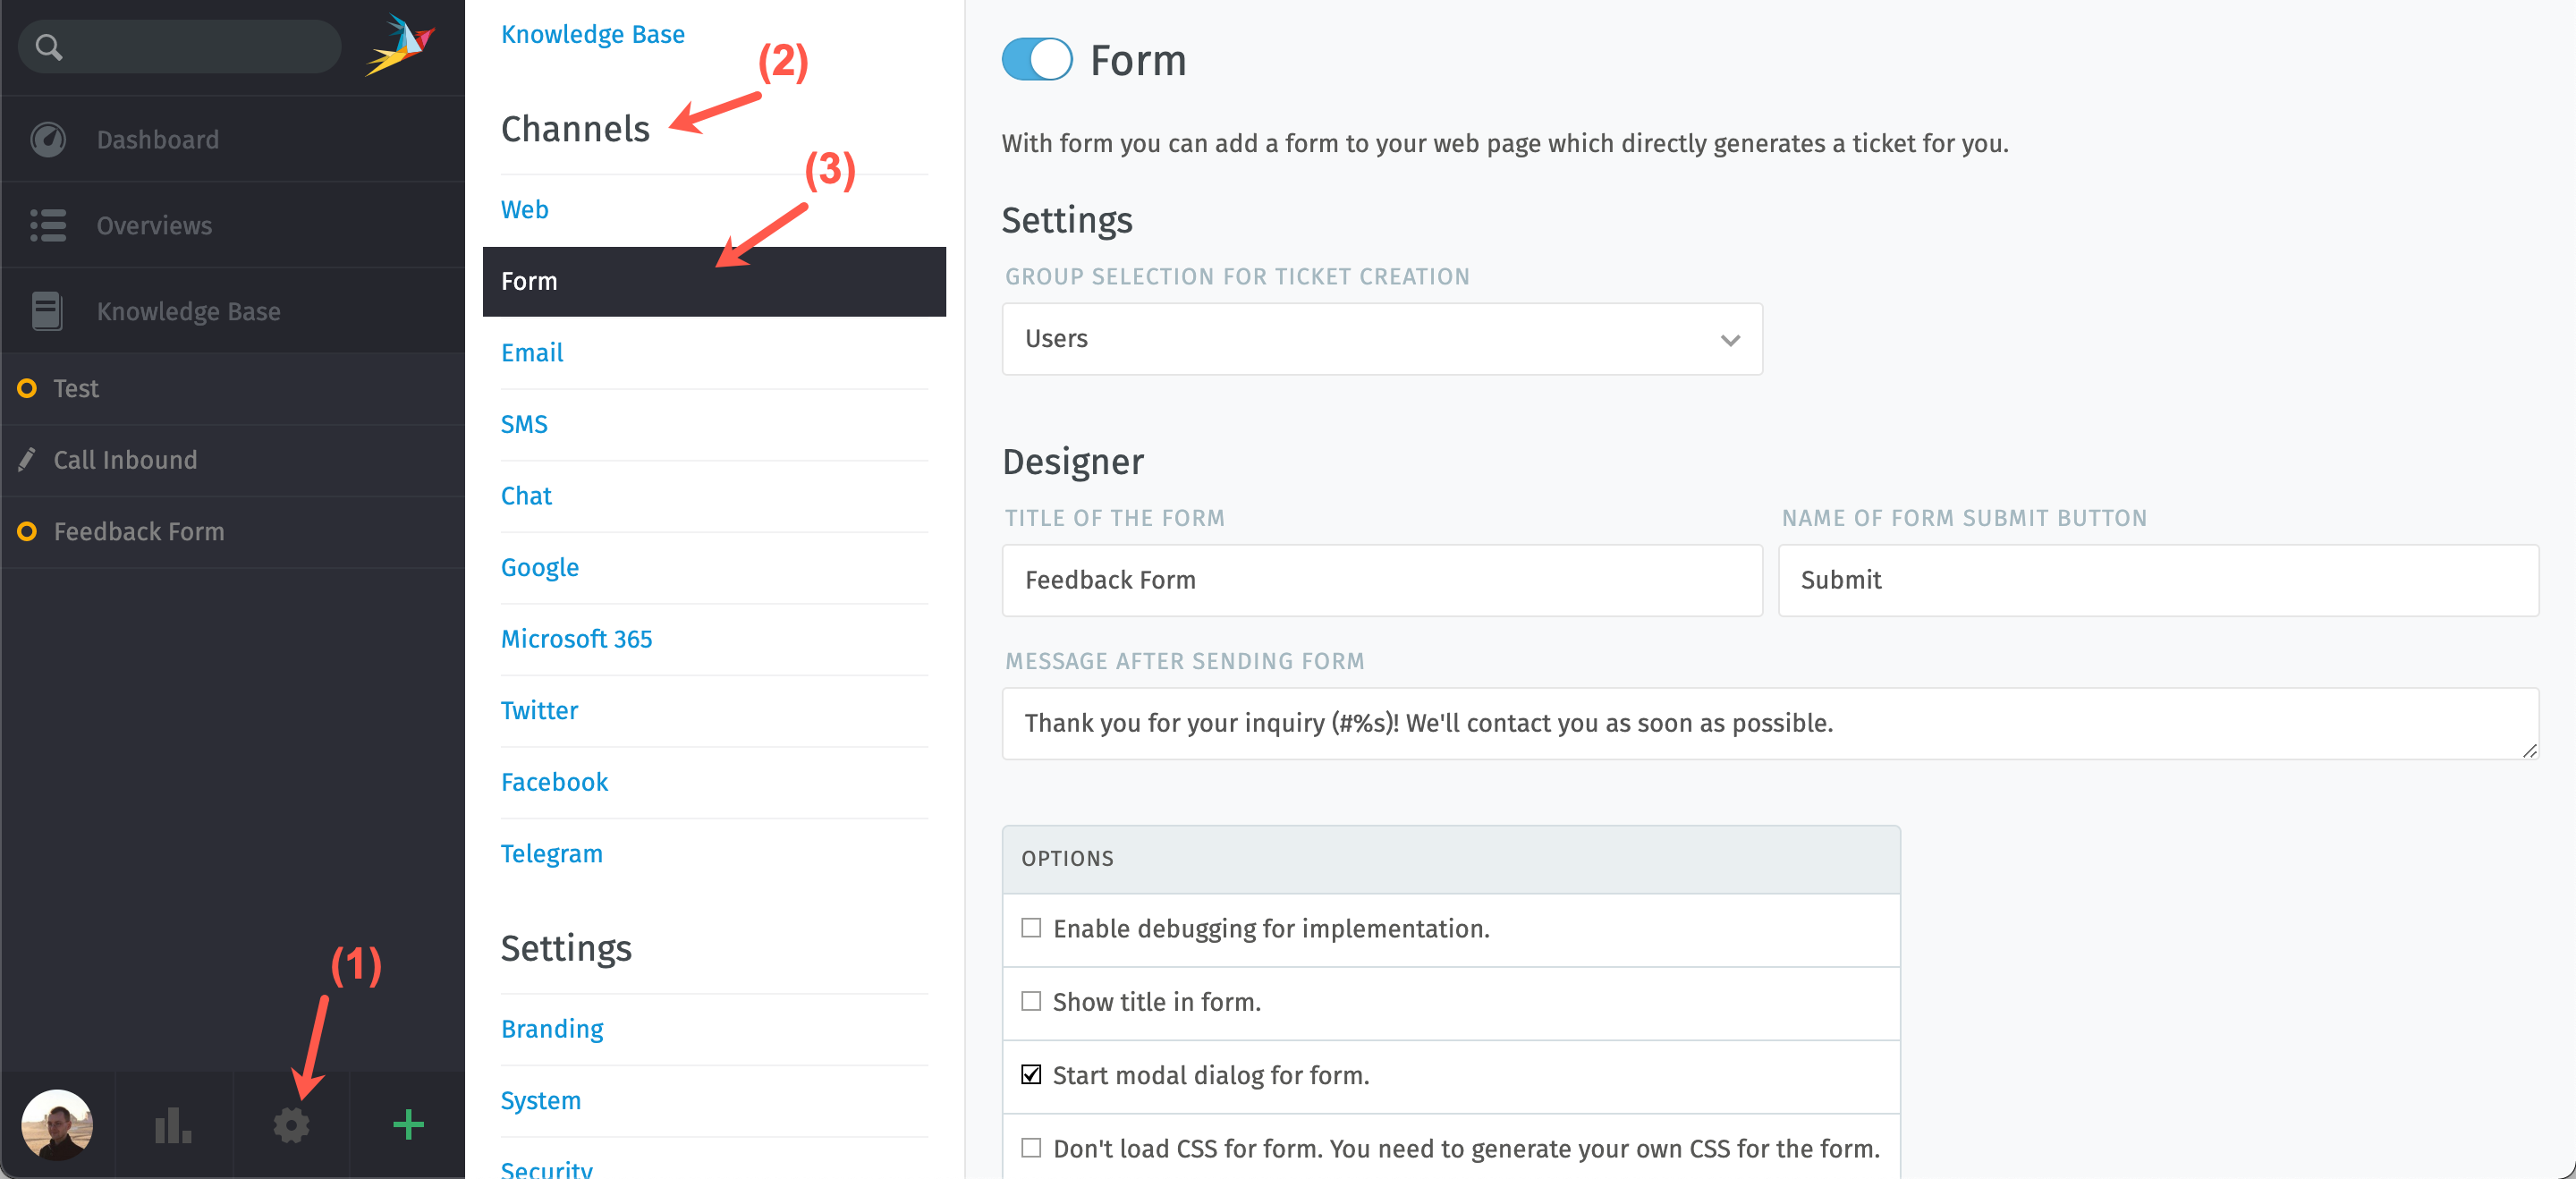 Dashboard
Overviews
Knowledge Base
Test
Call Inbound
Feedback Form
(1)
Knowledge Base
(2)
Channels
(3)
Web
Form
Email
SMS
Chat
Google
Microsoft 365
Twitter
Facebook
Telegram
Settings
Branding
System
Security
Form
With form you can add a form to your web page which directly generates a ticket for you.
Settings
GROUP SELECTION FOR TICKET CREATION
Users
Designer
TITLE OF THE FORM
NAME OF FORM SUBMIT BUTTON
Feedback Form
Submit
MESSAGE AFTER SENDING FORM
Thank you for your inquiry (#%s)! We'll contact you as soon as possible.
OPTIONS
Enable debugging for implementation.
Show title in form.
Start modal dialog for form.
Don't load CSS for form. You need to generate your own CSS for the form.